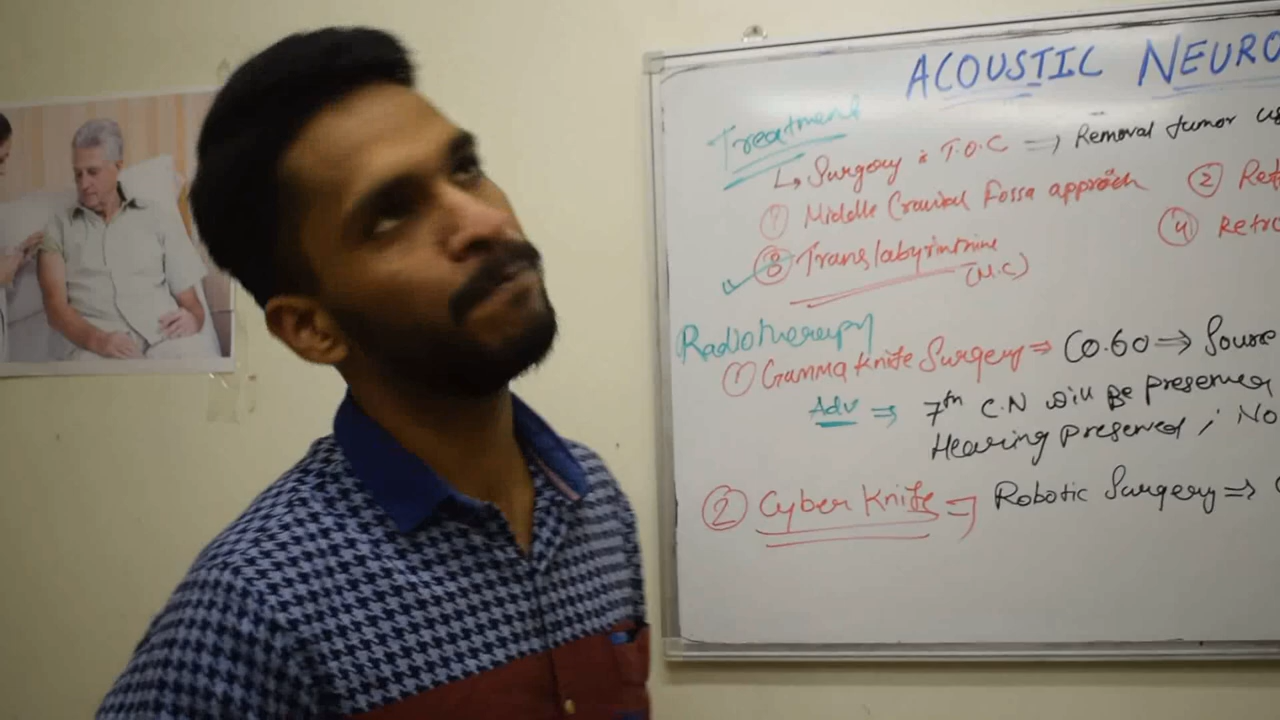 ACOUSTIC NEURO
Treatment
↳ Surgery is T.O.C ⇒ Removal tumor us
① Middle Cranial Fossa approach ② Ret
③ Translabyrinthine ④ Retro
(M.C)
Radiotherapy
① Gamma Knife Surgery ⇒ CO.60 ⇒ Sourse
Adv ⇒ 7th C.N will Be preserved
Hearing preserved ; No
② Cyber Knife ⇒ Robotic Surgery ⇒